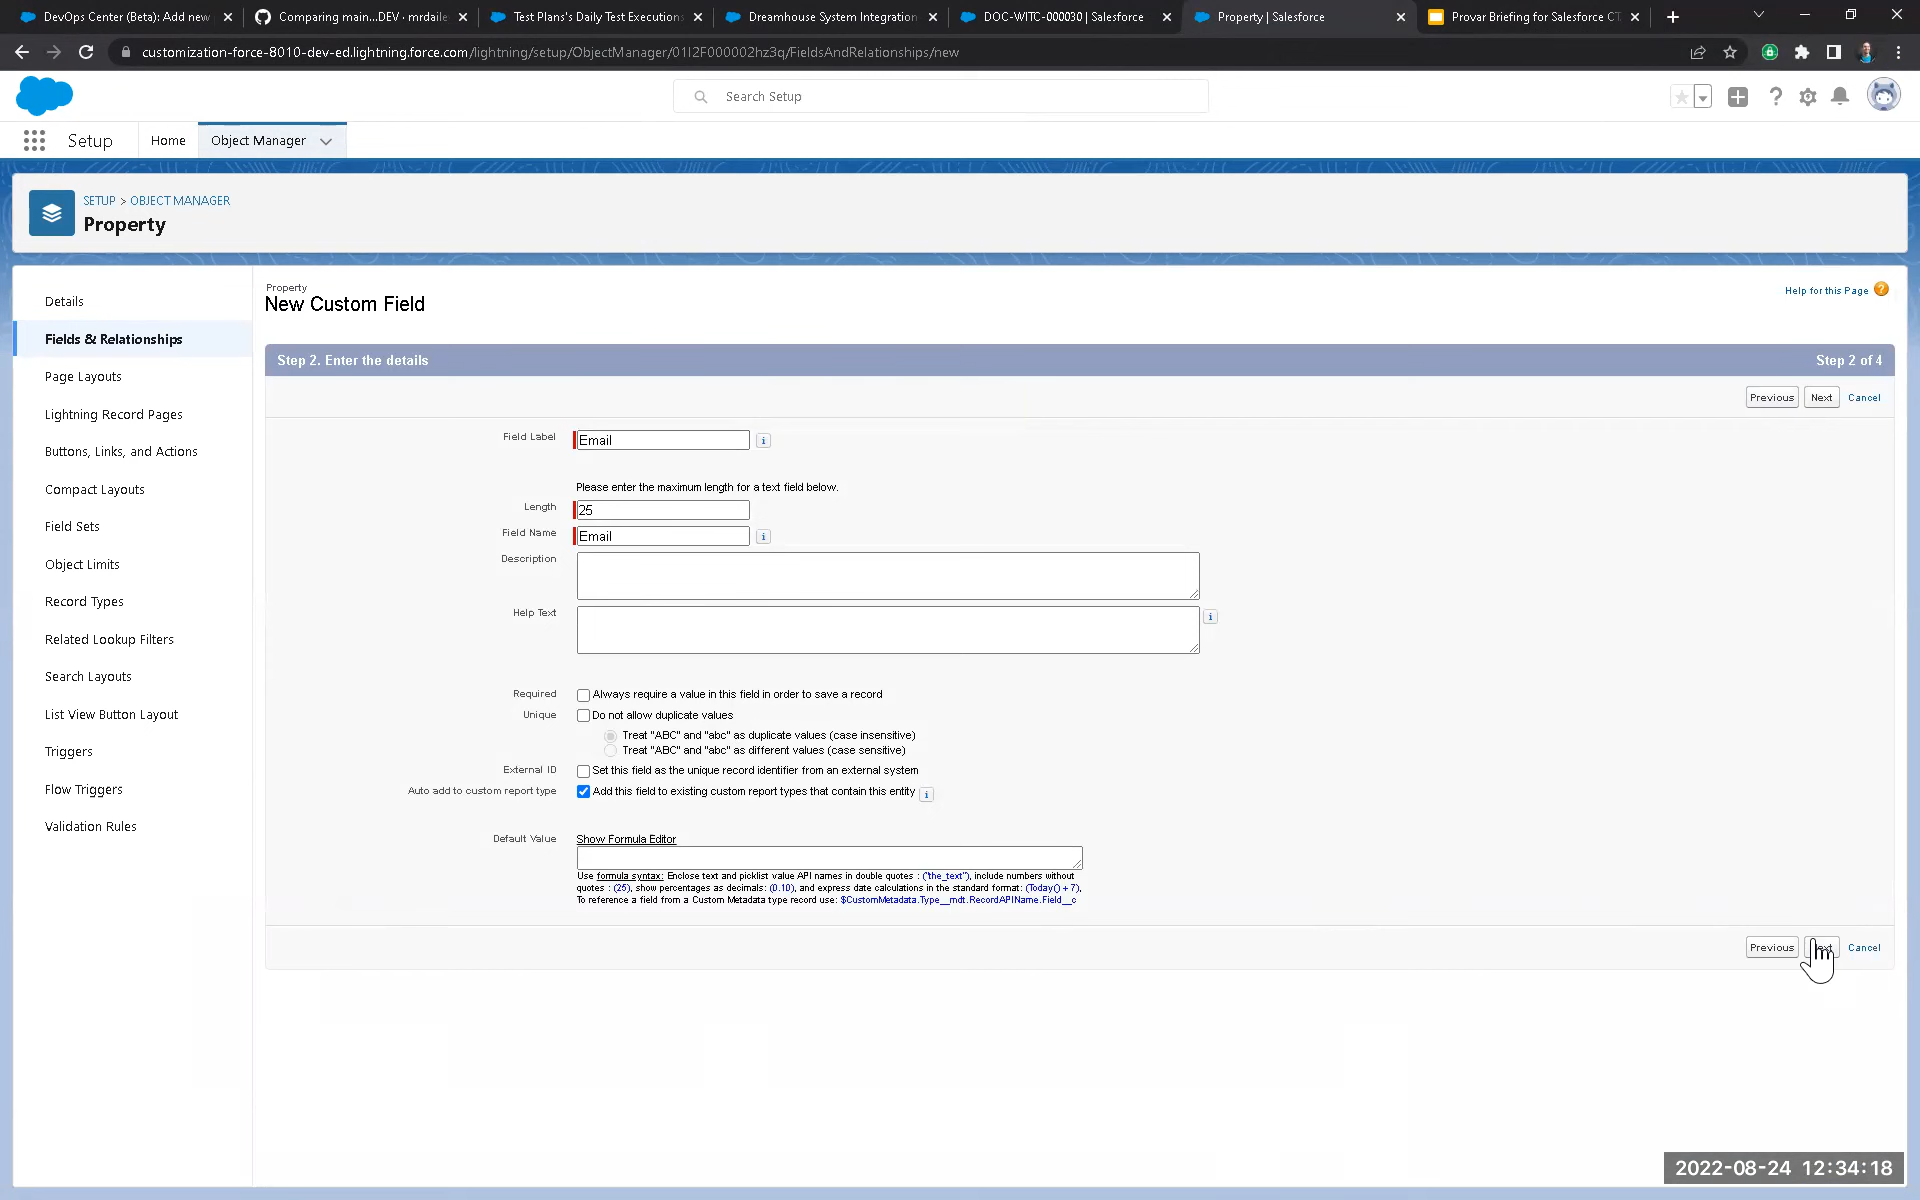 DevOps Center (Beta): Add new
Comparing main...DEV · mrdaile
Test Plans's Daily Test Executions
Dreamhouse System Integration
DOC-WITC-000030 | Salesforce
Property | Salesforce
Provar Briefing for Salesforce CT
customization-force-8010-dev-ed.lightning.force.com/lightning/setup/ObjectManager/01I2F000002hz3q/FieldsAndRelationships/new
Search Setup
Setup
Home
Object Manager
SETUP > OBJECT MANAGER
Property
Details
Fields & Relationships
Page Layouts
Lightning Record Pages
Buttons, Links, and Actions
Compact Layouts
Field Sets
Object Limits
Record Types
Related Lookup Filters
Search Layouts
List View Button Layout
Triggers
Flow Triggers
Validation Rules
Property
New Custom Field
Help for this Page
Step 2. Enter the details
Step 2 of 4
Previous Next Cancel
Field Label Email
Please enter the maximum length for a text field below.
Length 25
Field Name Email
Description
Help Text
Required Always require a value in this field in order to save a record
Unique Do not allow duplicate values
Treat "ABC" and "abc" as duplicate values (case insensitive)
Treat "ABC" and "abc" as different values (case sensitive)
External ID Set this field as the unique record identifier from an external system
Auto add to custom report type Add this field to existing custom report types that contain this entity
Default Value Show Formula Editor
Use formula syntax: Enclose text and picklist value API names in double quotes : ("the_text"), include numbers without
quotes : (25), show percentages as decimals: (0.10), and express date calculations in the standard format: (Today() + 7),
To reference a field from a Custom Metadata type record use: $CustomMetadata.Type__mdt.RecordAPIName.Field__c
Previous Next Cancel
2022-08-24 12:34:18